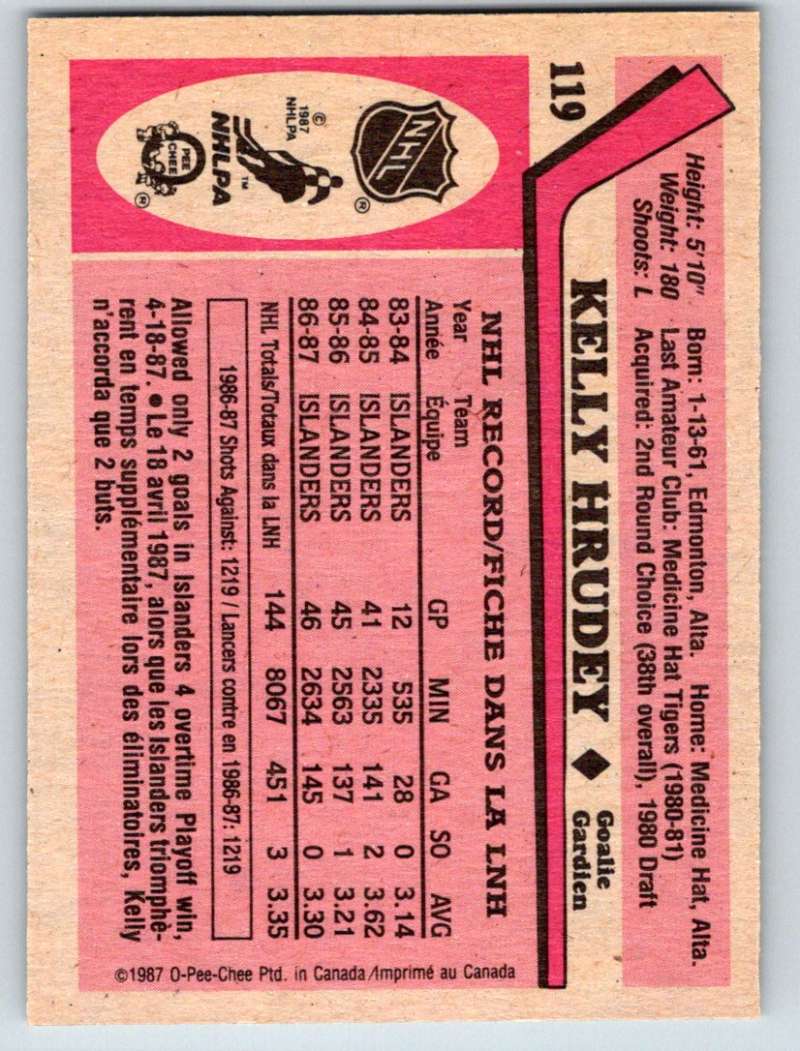 119
Height: 5'10" Born: 1-13-61, Edmonton, Alta. Home: Medicine Hat, Alta.
Weight: 180 Last Amateur Club: Medicine Hat Tigers (1980-81)
Shoots: L Acquired: 2nd Round Choice (38th overall), 1980 Draft
KELLY HRUDEY ◆ Goalie
Gardien
NHL
®
© 1987
NHLPA
™
NHLPA
O
PEE
CHEE
®
NHL RECORD/FICHE DANS LA LNH
Year Team
Année Équipe GP MIN GA SO AVG
83-84 ISLANDERS 12 535 28 0 3.14
84-85 ISLANDERS 41 2335 141 2 3.62
85-86 ISLANDERS 45 2563 137 1 3.21
86-87 ISLANDERS 46 2634 145 0 3.30
NHL Totals/Totaux dans la LNH 144 8067 451 3 3.35
1986-87 Shots Against: 1219 / Lancers contre en 1986-87: 1219
Allowed only 2 goals in Islanders 4 overtime Playoff win,
4-18-87. ● Le 18 avril 1987, alors que les Islanders triomphè-
rent en temps supplémentaire lors des éliminatoires, Kelly
n'accorda que 2 buts.
©1987 O-Pee-Chee Ptd. in Canada/Imprimé au Canada